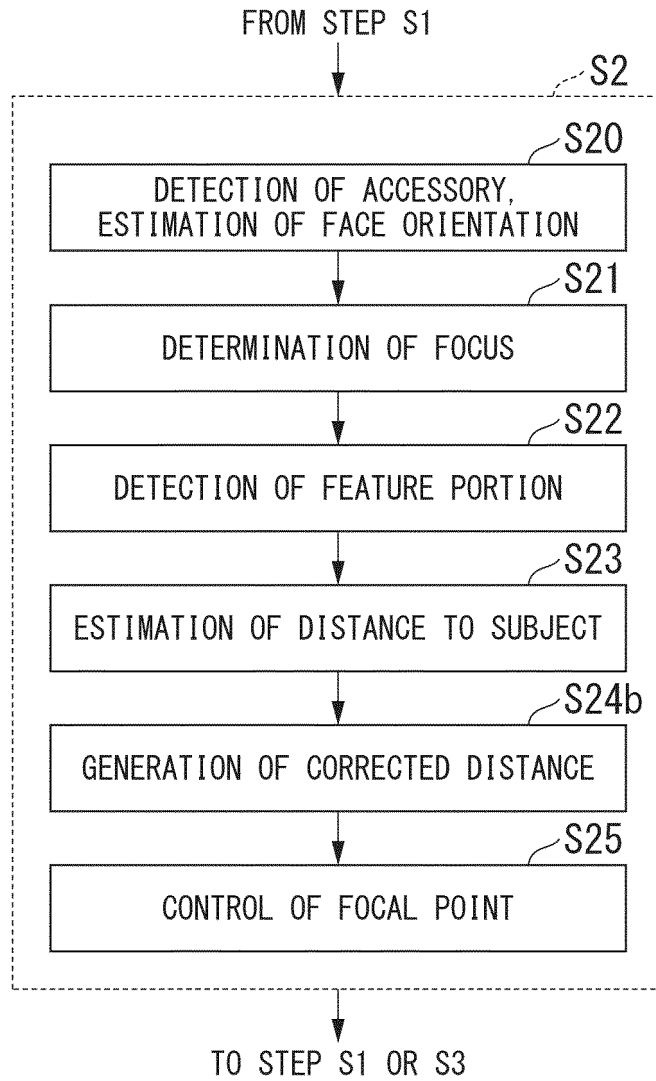 FROM STEP S1
S2
S20
DETECTION OF ACCESSORY,
ESTIMATION OF FACE ORIENTATION
S21
DETERMINATION OF FOCUS
S22
DETECTION OF FEATURE PORTION
S23
ESTIMATION OF DISTANCE TO SUBJECT
S24b
GENERATION OF CORRECTED DISTANCE
S25
CONTROL OF FOCAL POINT
TO STEP S1 OR S3